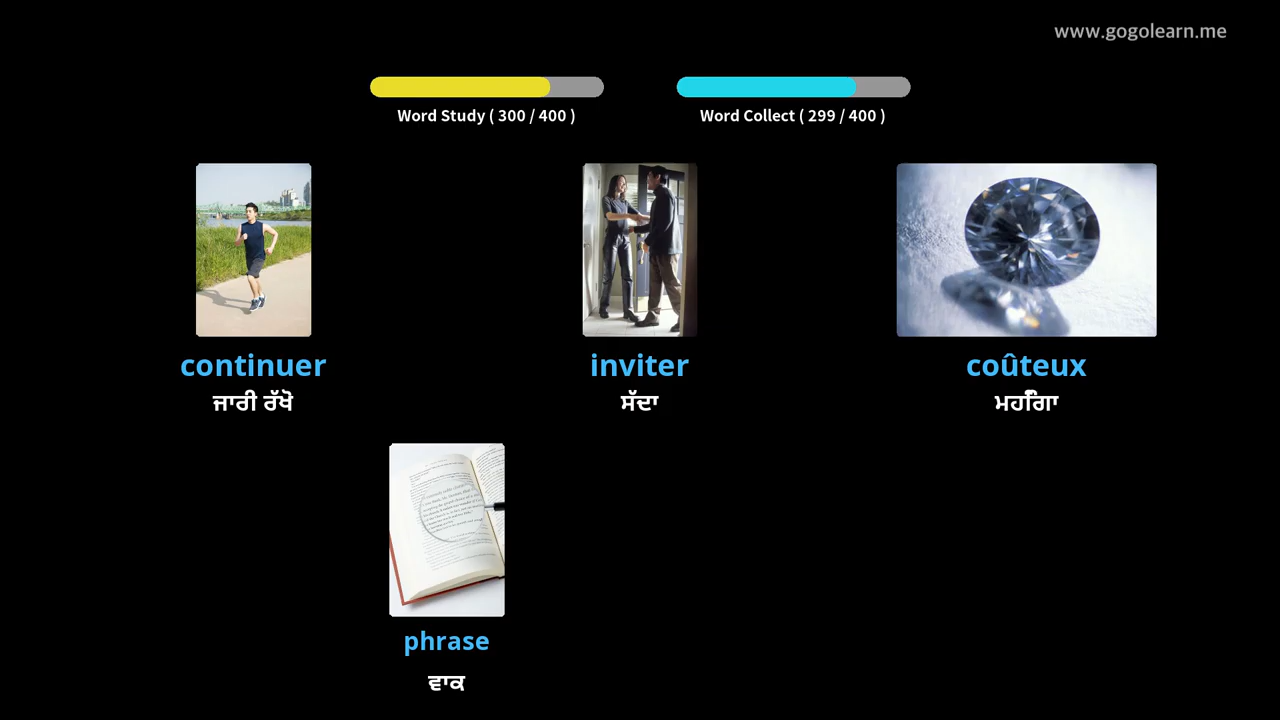 www.gogolearn.me
Word Study ( 300 / 400 )
Word Collect ( 299 / 400 )
continuer
inviter
coûteux
ਜਾਰੀ ਰੱਖੋ
ਸੱਦਾ
ਮਹਿੰਗਾ
phrase
ਵਾਕ